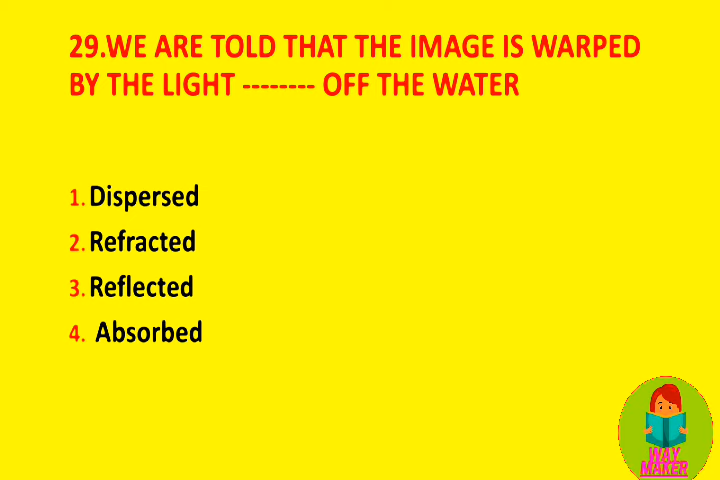 29.WE ARE TOLD THAT THE IMAGE IS WARPED
BY THE LIGHT -------- OFF THE WATER
1. Dispersed
2. Refracted
3. Reflected
4. Absorbed
WAY
MAKER